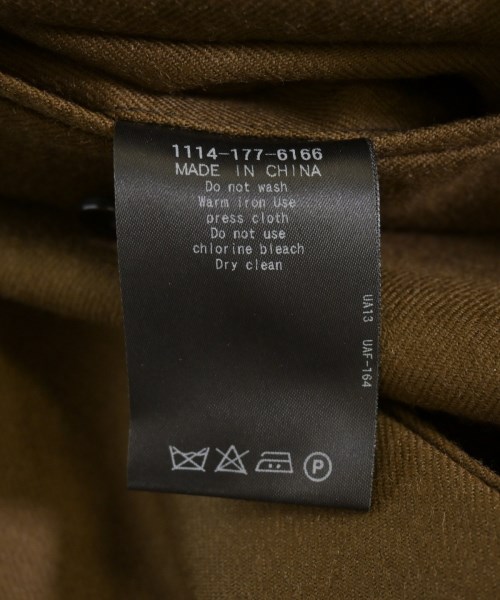 1114-177-6166
MADE IN CHINA
Do not wash
Warm iron Use
press cloth
Do not use
chlorine bleach
Dry clean
UA13 UAF-164
P